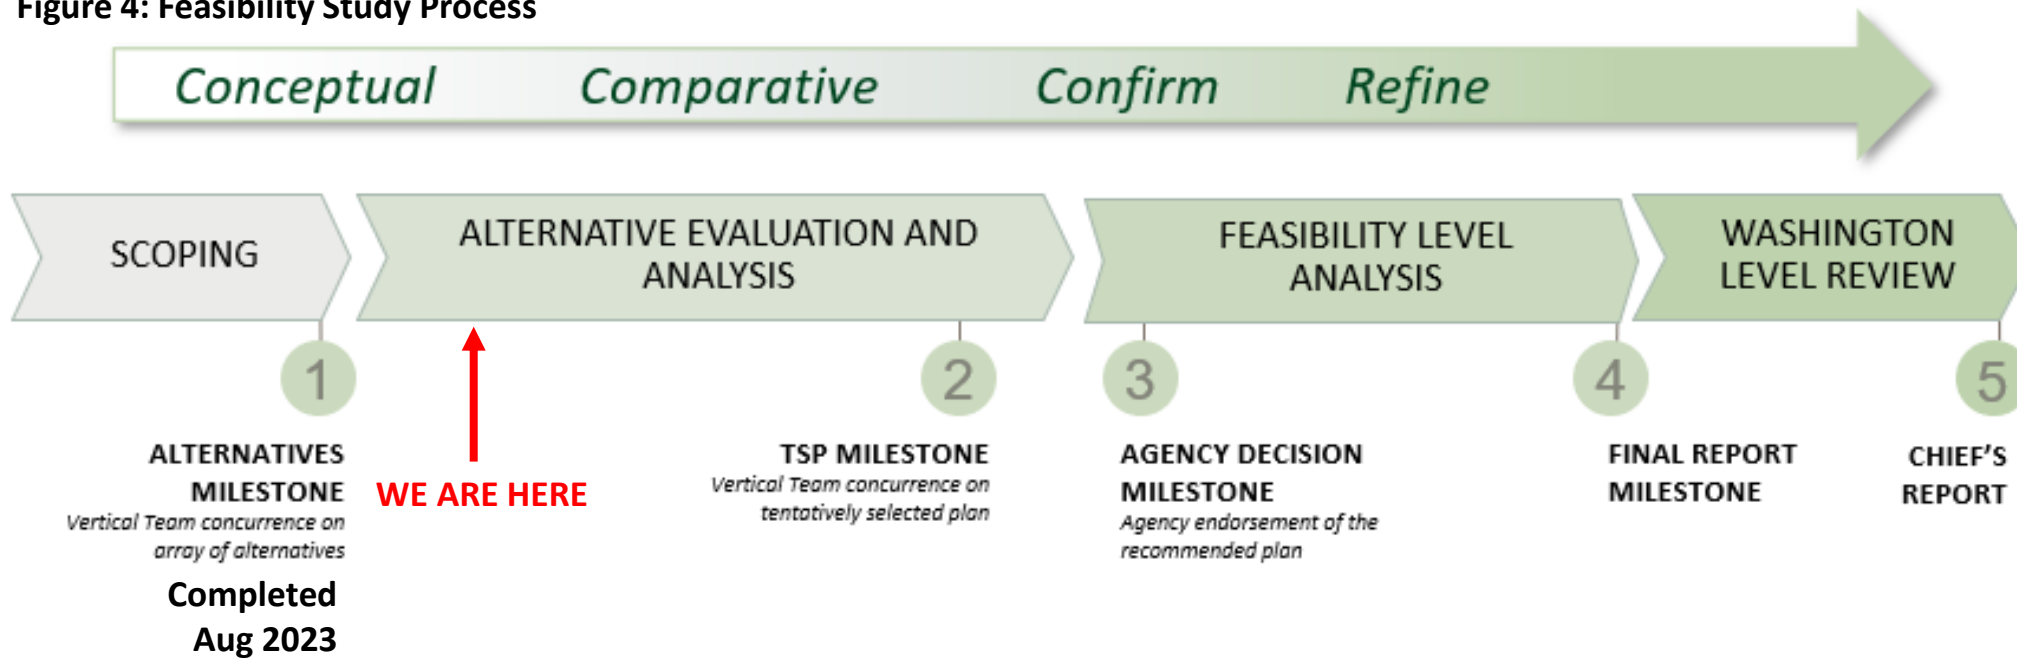 Figure 4: Feasibility Study Process
Conceptual Comparative Confirm Refine
SCOPING
ALTERNATIVE EVALUATION AND
ANALYSIS
FEASIBILITY LEVEL
ANALYSIS
WASHINGTON
LEVEL REVIEW
1
2
3
4
5
ALTERNATIVES
MILESTONE
Vertical Team concurrence on
array of alternatives
Completed
Aug 2023
WE ARE HERE
TSP MILESTONE
Vertical Team concurrence on
tentatively selected plan
AGENCY DECISION
MILESTONE
Agency endorsement of the
recommended plan
FINAL REPORT
MILESTONE
CHIEF'S
REPORT